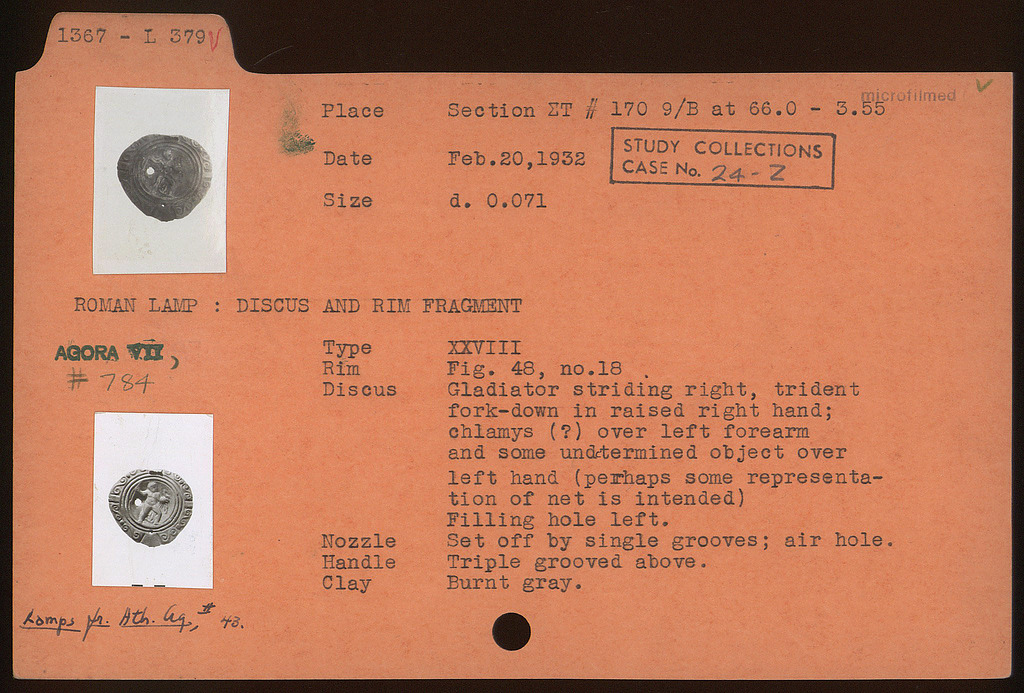 1367 - L 379 V
microfilmed
Place Section ΣT # 170 9/B at 66.0 - 3.55
Date Feb.20,1932
STUDY COLLECTIONS
CASE No. 24-Z
Size d. 0.071
ROMAN LAMP : DISCUS AND RIM FRAGMENT
AGORA VII,
# 784
Type XXVIII
Rim Fig. 48, no.18
Discus Gladiator striding right, trident
fork-down in raised right hand;
chlamys (?) over left forearm
and some undtermined object over
left hand (perhaps some representa-
tion of net is intended)
Filling hole left.
Nozzle Set off by single grooves; air hole.
Handle Triple grooved above.
Clay Burnt gray.
Lamps fr. Ath. Ag., # 43.